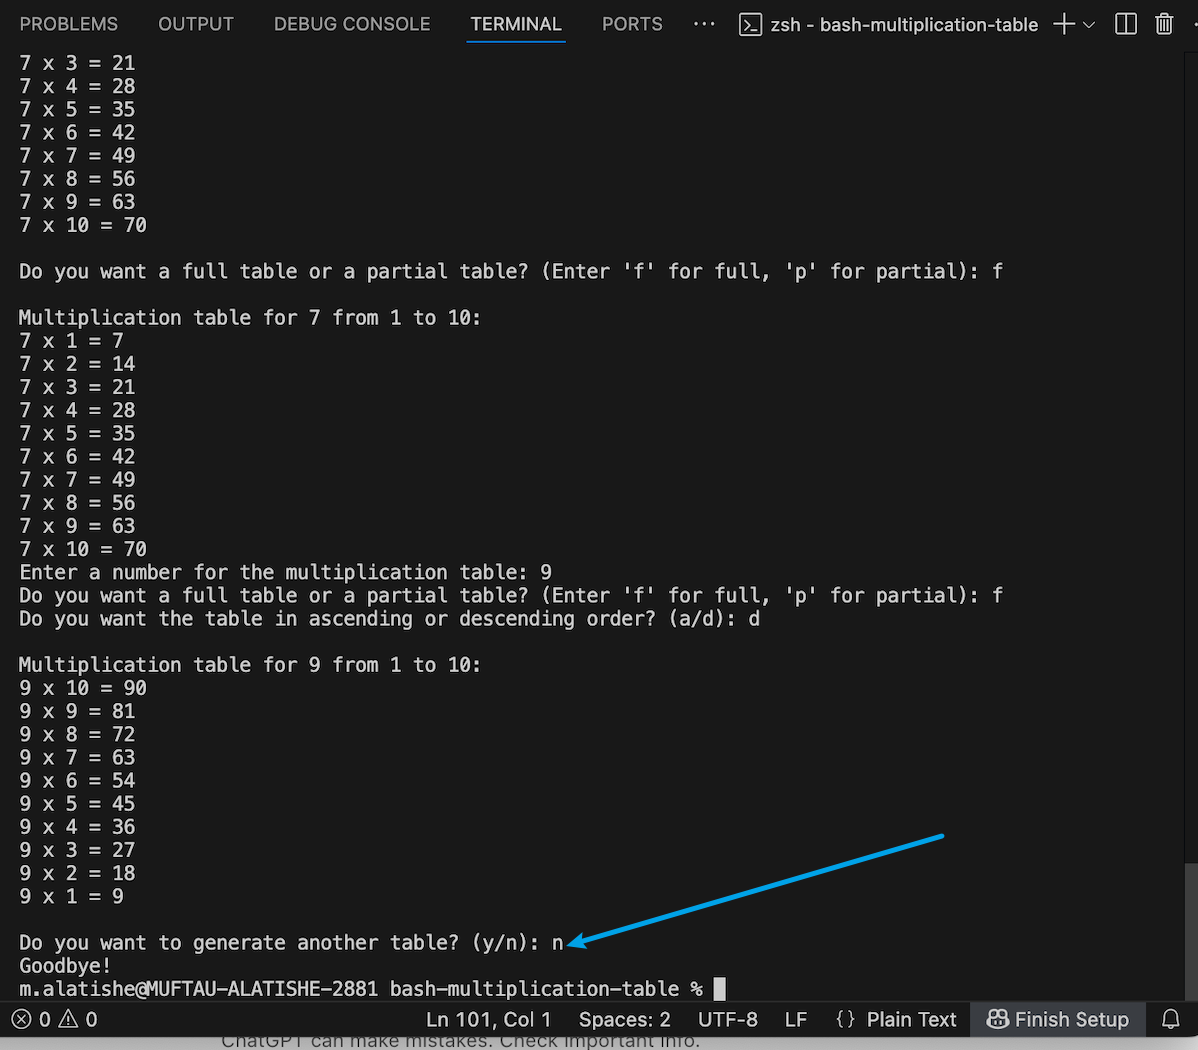 PROBLEMS OUTPUT DEBUG CONSOLE TERMINAL PORTS ··· zsh - bash-multiplication-table
7 x 3 = 21
7 x 4 = 28
7 x 5 = 35
7 x 6 = 42
7 x 7 = 49
7 x 8 = 56
7 x 9 = 63
7 x 10 = 70
Do you want a full table or a partial table? (Enter 'f' for full, 'p' for partial): f
Multiplication table for 7 from 1 to 10:
7 x 1 = 7
7 x 2 = 14
7 x 3 = 21
7 x 4 = 28
7 x 5 = 35
7 x 6 = 42
7 x 7 = 49
7 x 8 = 56
7 x 9 = 63
7 x 10 = 70
Enter a number for the multiplication table: 9
Do you want a full table or a partial table? (Enter 'f' for full, 'p' for partial): f
Do you want the table in ascending or descending order? (a/d): d
Multiplication table for 9 from 1 to 10:
9 x 10 = 90
9 x 9 = 81
9 x 8 = 72
9 x 7 = 63
9 x 6 = 54
9 x 5 = 45
9 x 4 = 36
9 x 3 = 27
9 x 2 = 18
9 x 1 = 9
Do you want to generate another table? (y/n): n
Goodbye!
m.alatishe@MUFTAU-ALATISHE-2881 bash-multiplication-table %
0 0 Ln 101, Col 1 Spaces: 2 UTF-8 LF {} Plain Text Finish Setup
ChatGPT can make mistakes. Check important info.